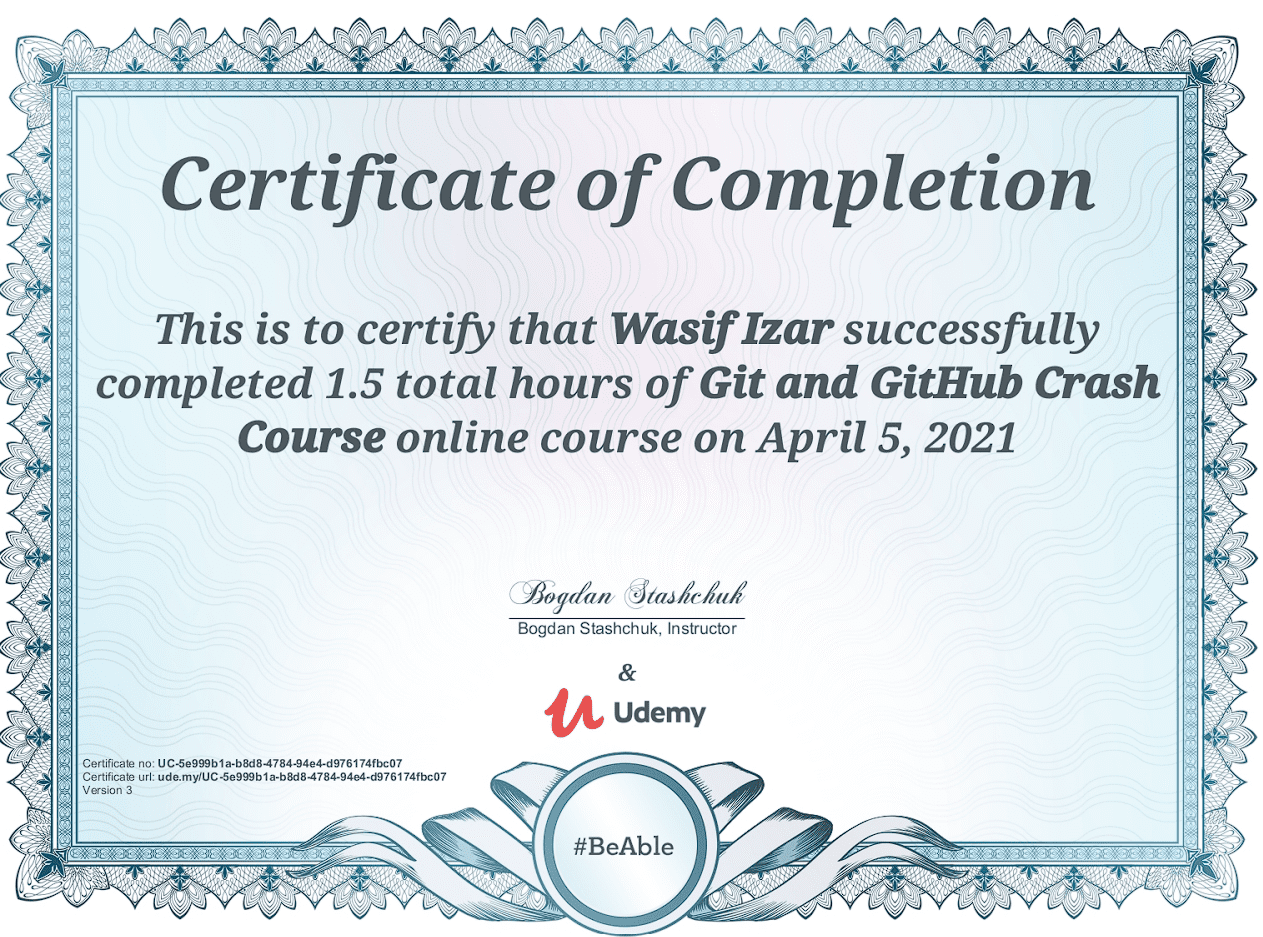 Certificate of Completion
This is to certify that Wasif Izar successfully
completed 1.5 total hours of Git and GitHub Crash
Course online course on April 5, 2021
Bogdan Stashchuk
Bogdan Stashchuk, Instructor
&
Udemy
Certificate no: UC-5e999b1a-b8d8-4784-94e4-d976174fbc07
Certificate url: ude.my/UC-5e999b1a-b8d8-4784-94e4-d976174fbc07
Version 3
#BeAble